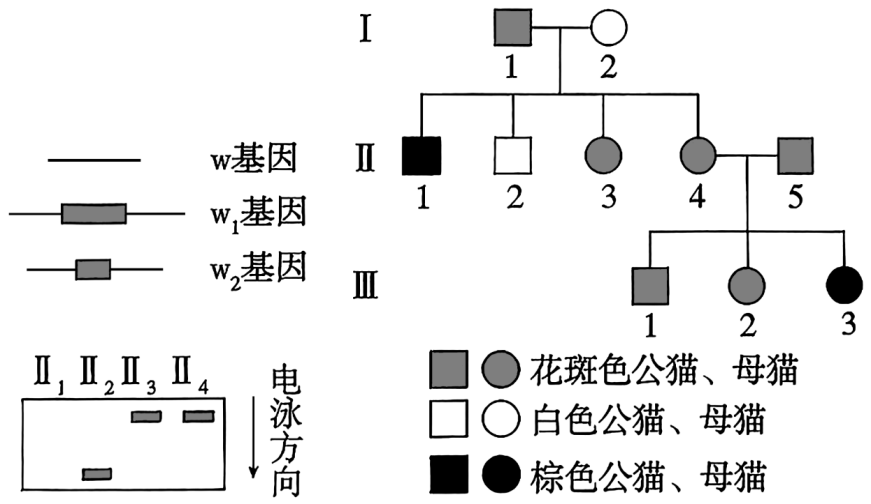 I
1 2
w基因
II
1 2 3 4 5
w₁基因
w₂基因
III
1 2 3
II₁ II₂ II₃ II₄
电泳方向
花斑色公猫、母猫
白色公猫、母猫
棕色公猫、母猫